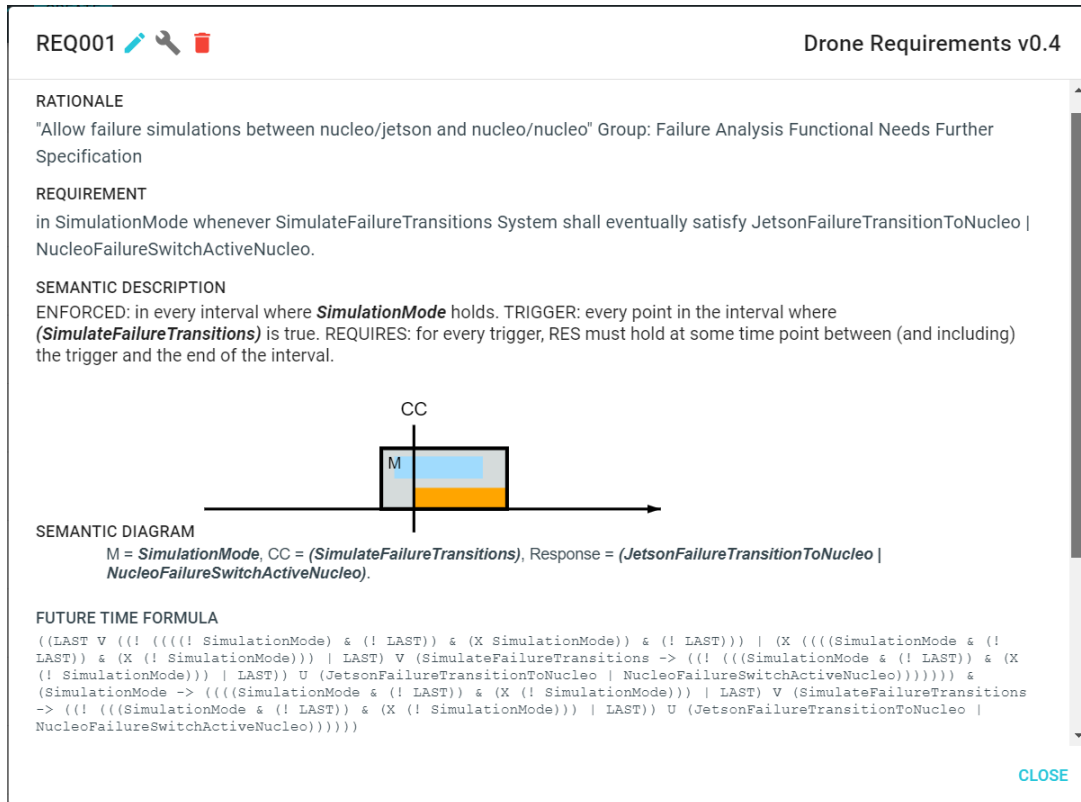 REQ001
Drone Requirements v0.4
RATIONALE
"Allow failure simulations between nucleo/jetson and nucleo/nucleo" Group: Failure Analysis Functional Needs Further
Specification
REQUIREMENT
in SimulationMode whenever SimulateFailureTransitions System shall eventually satisfy JetsonFailureTransitionToNucleo |
NucleoFailureSwitchActiveNucleo.
SEMANTIC DESCRIPTION
ENFORCED: in every interval where SimulationMode holds. TRIGGER: every point in the interval where
(SimulateFailureTransitions) is true. REQUIRES: for every trigger, RES must hold at some time point between (and including)
the trigger and the end of the interval.
CC
M
SEMANTIC DIAGRAM
M = SimulationMode, CC = (SimulateFailureTransitions), Response = (JetsonFailureTransitionToNucleo |
NucleoFailureSwitchActiveNucleo).
FUTURE TIME FORMULA
((LAST V ((! ((((! SimulationMode) & (! LAST)) & (X SimulationMode)) & (! LAST))) | (X ((((SimulationMode & (!
LAST)) & (X (! SimulationMode))) | LAST) V (SimulateFailureTransitions -> ((! (((SimulationMode & (! LAST)) & (X
(! SimulationMode))) | LAST)) U (JetsonFailureTransitionToNucleo | NucleoFailureSwitchActiveNucleo))))))) &
(SimulationMode -> ((((SimulationMode & (! LAST)) & (X (! SimulationMode))) | LAST) V (SimulateFailureTransitions
-> ((! (((SimulationMode & (! LAST)) & (X (! SimulationMode))) | LAST)) U (JetsonFailureTransitionToNucleo |
NucleoFailureSwitchActiveNucleo))))))
CLOSE